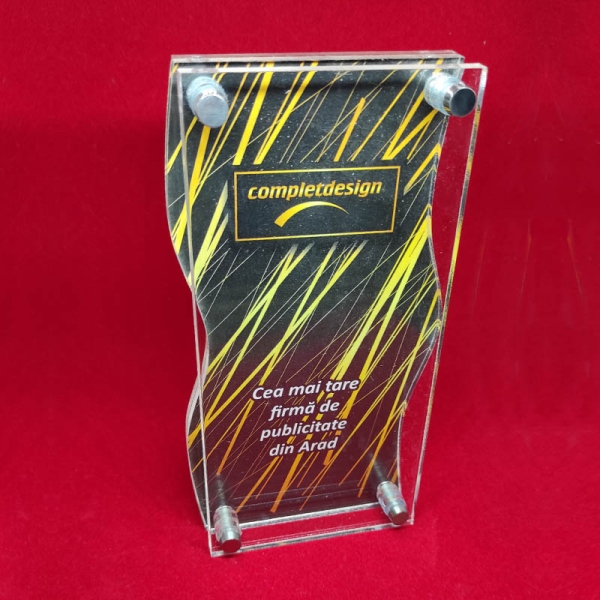 completdesign
Cea mai tare
firmă de
publicitate
din Arad